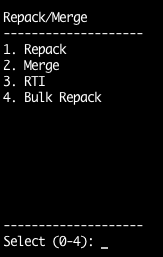 Repack/Merge
--------------------
1. Repack
2. Merge
3. RTI
4. Bulk Repack
--------------------
Select (0-4): _